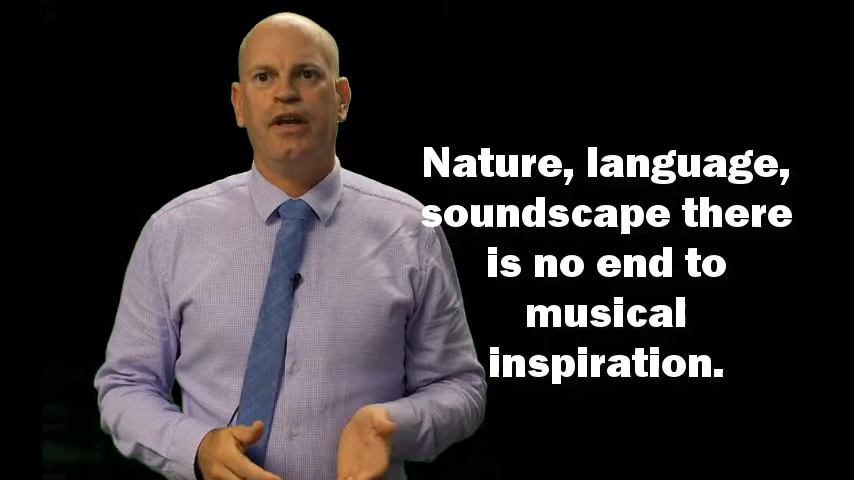 Nature, language,
soundscape there
is no end to
musical
inspiration.